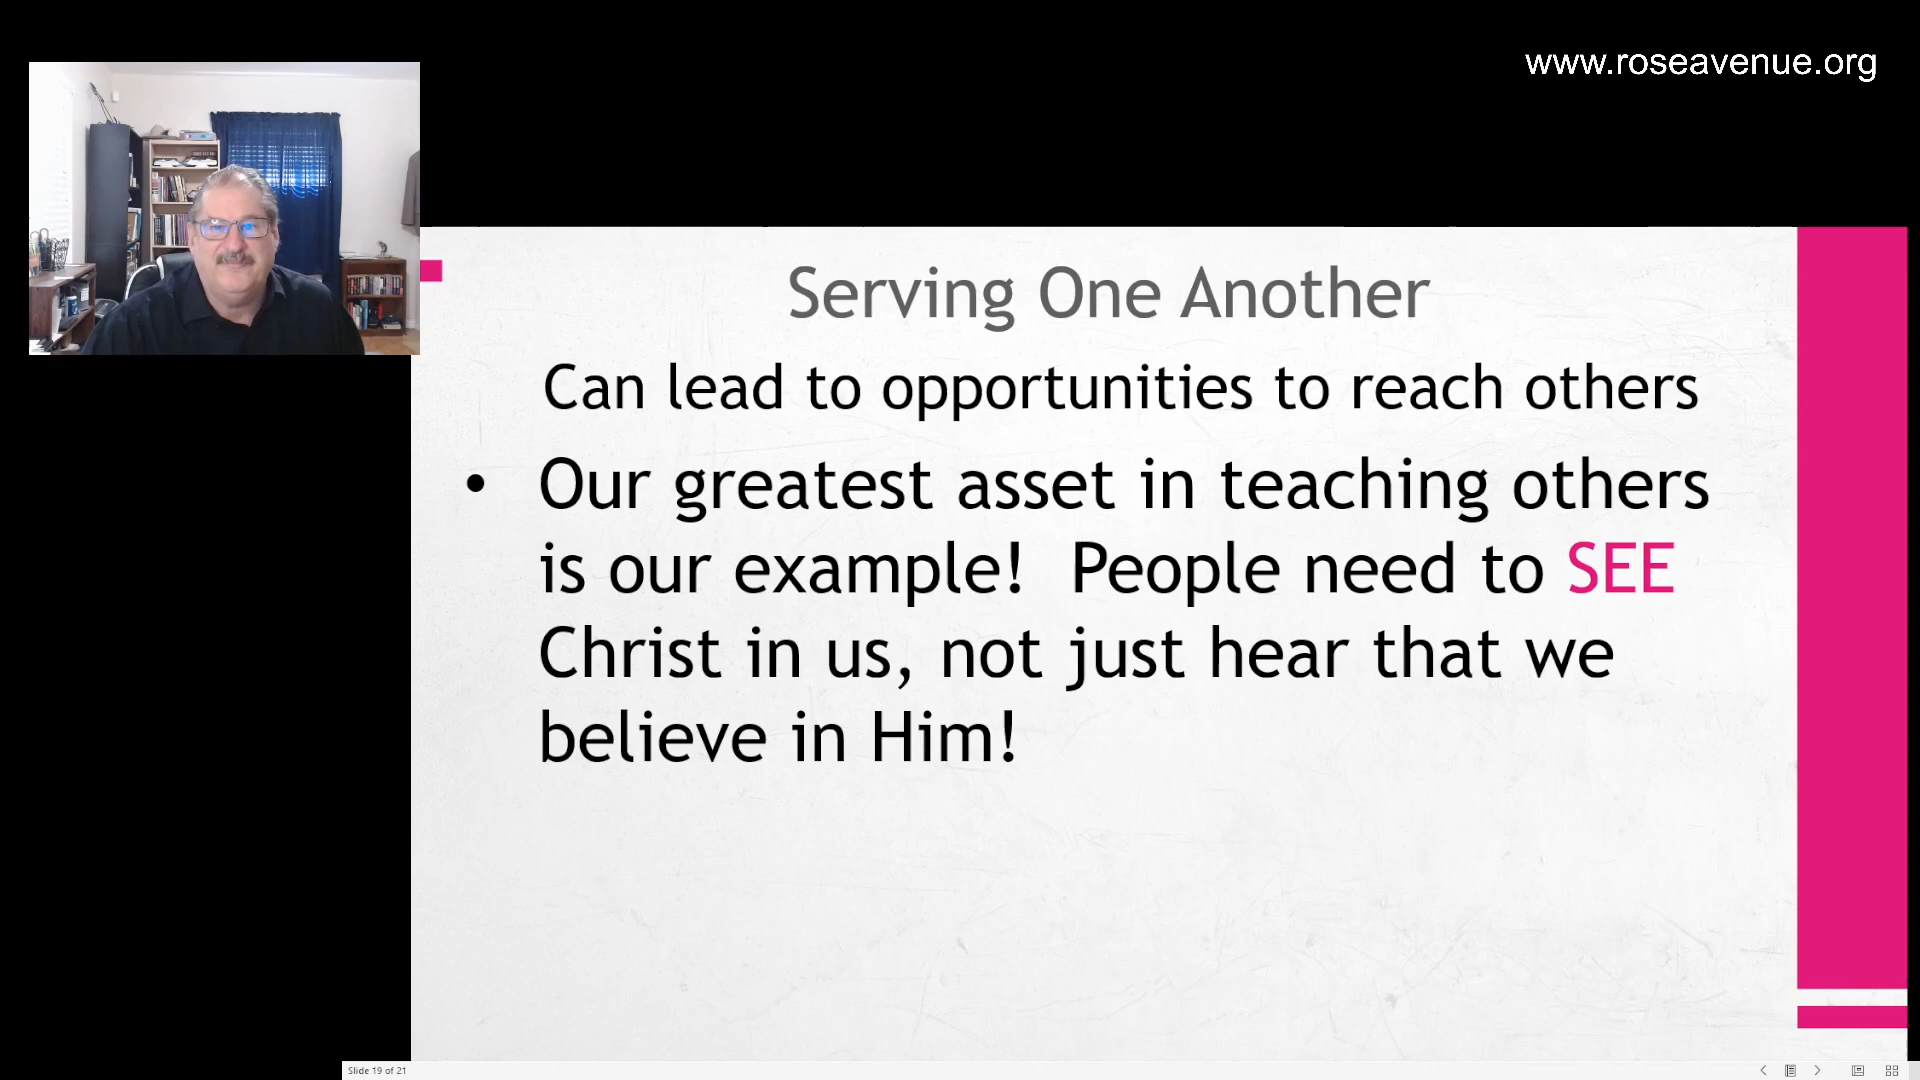 www.roseavenue.org
Serving One Another
Can lead to opportunities to reach others
• Our greatest asset in teaching others
is our example!  People need to SEE
Christ in us, not just hear that we
believe in Him!
Slide 19 of 21